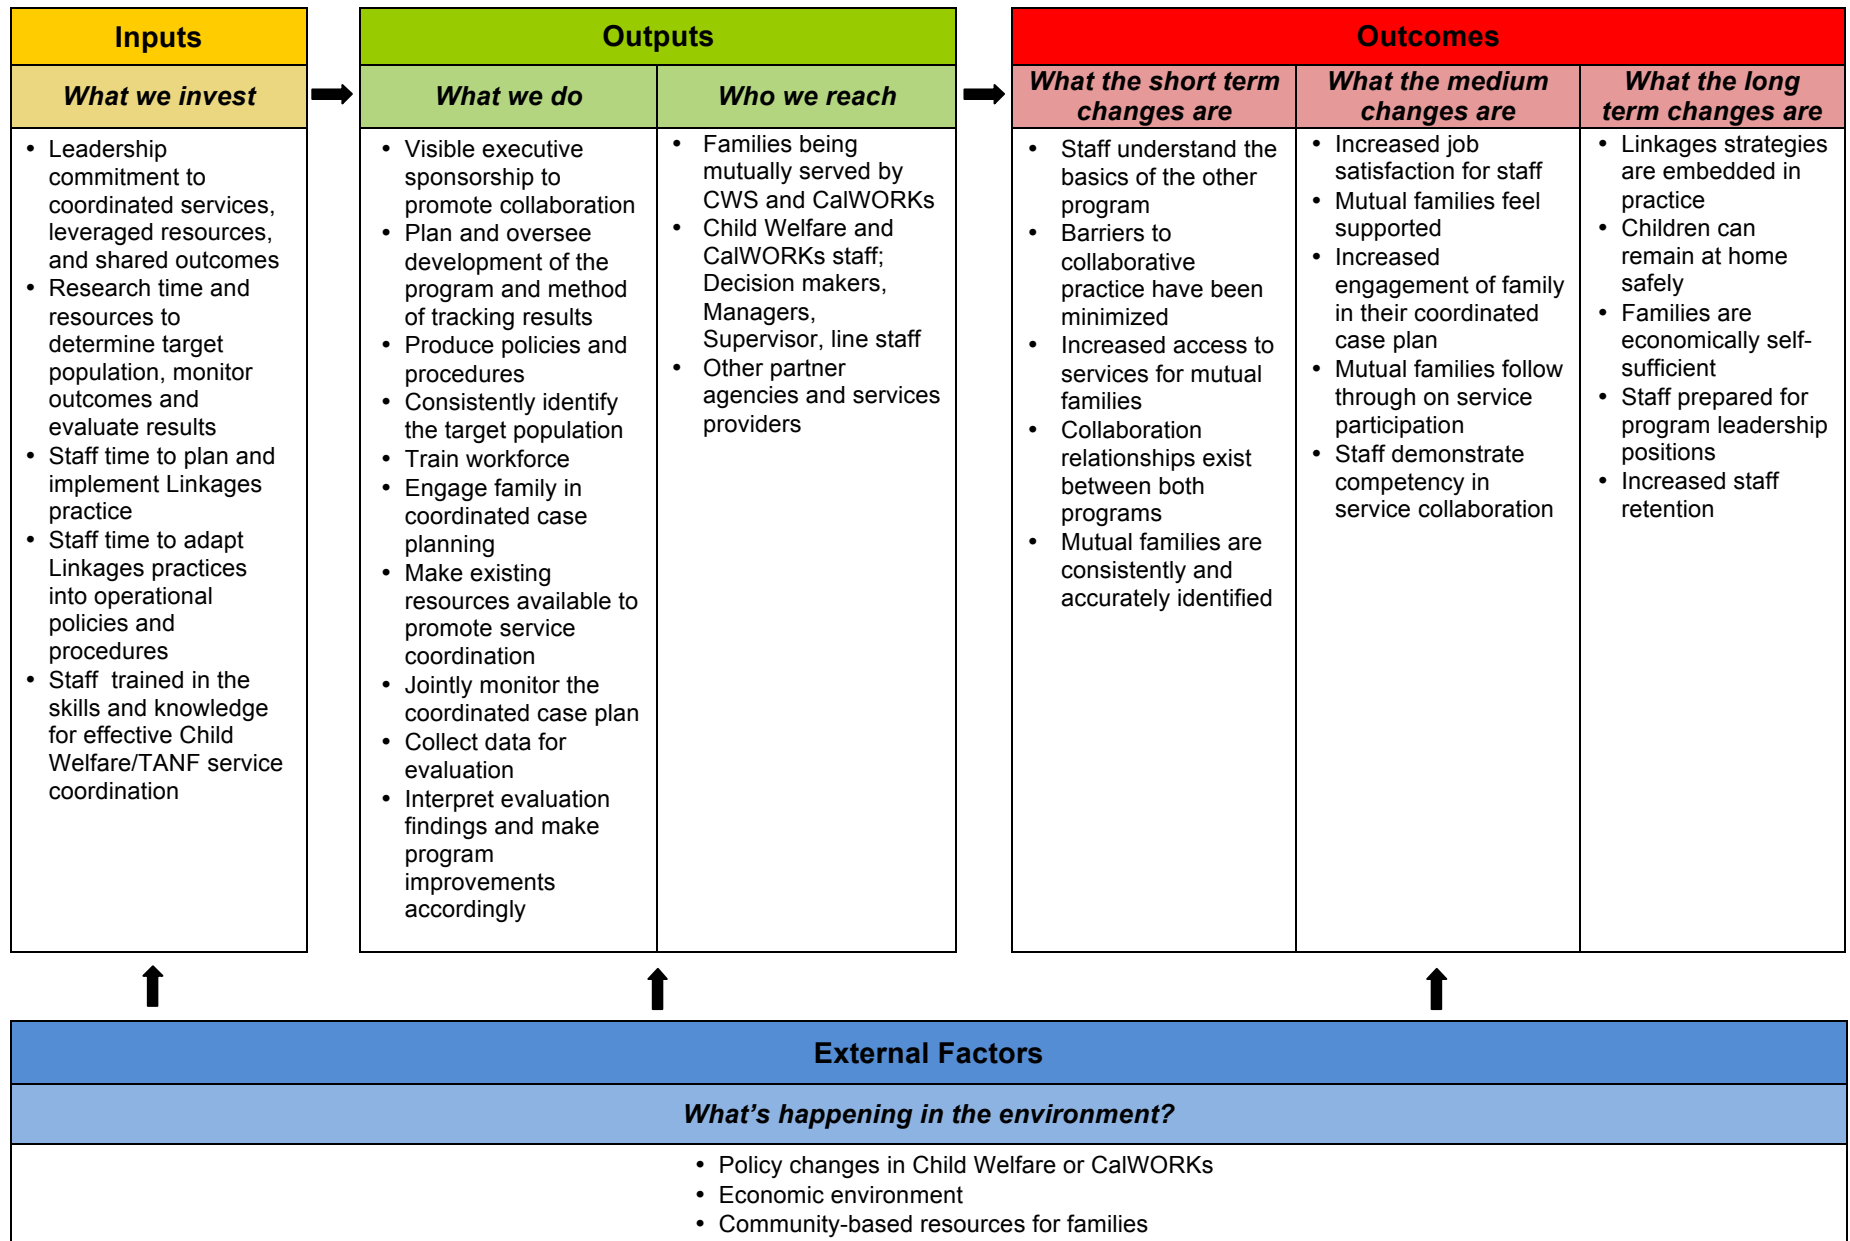 Inputs
What we invest
• Leadership
commitment to
coordinated services,
leveraged resources,
and shared outcomes
• Research time and
resources to
determine target
population, monitor
outcomes and
evaluate results
• Staff time to plan and
implement Linkages
practice
• Staff time to adapt
Linkages practices
into operational
policies and
procedures
• Staff trained in the
skills and knowledge
for effective Child
Welfare/TANF service
coordination
Outputs
What we do
• Visible executive
sponsorship to
promote collaboration
• Plan and oversee
development of the
program and method
of tracking results
• Produce policies and
procedures
• Consistently identify
the target population
• Train workforce
• Engage family in
coordinated case
planning
• Make existing
resources available to
promote service
coordination
• Jointly monitor the
coordinated case plan
• Collect data for
evaluation
• Interpret evaluation
findings and make
program
improvements
accordingly
Who we reach
• Families being
mutually served by
CWS and CalWORKs
• Child Welfare and
CalWORKs staff;
Decision makers,
Managers,
Supervisor, line staff
• Other partner
agencies and services
providers
Outcomes
What the short term
changes are
• Staff understand the
basics of the other
program
• Barriers to
collaborative
practice have been
minimized
• Increased access to
services for mutual
families
• Collaboration
relationships exist
between both
programs
• Mutual families are
consistently and
accurately identified
What the medium
changes are
• Increased job
satisfaction for staff
• Mutual families feel
supported
• Increased
engagement of family
in their coordinated
case plan
• Mutual families follow
through on service
participation
• Staff demonstrate
competency in
service collaboration
What the long
term changes are
• Linkages strategies
are embedded in
practice
• Children can
remain at home
safely
• Families are
economically self-
sufficient
• Staff prepared for
program leadership
positions
• Increased staff
retention
External Factors
What's happening in the environment?
• Policy changes in Child Welfare or CalWORKs
• Economic environment
• Community-based resources for families